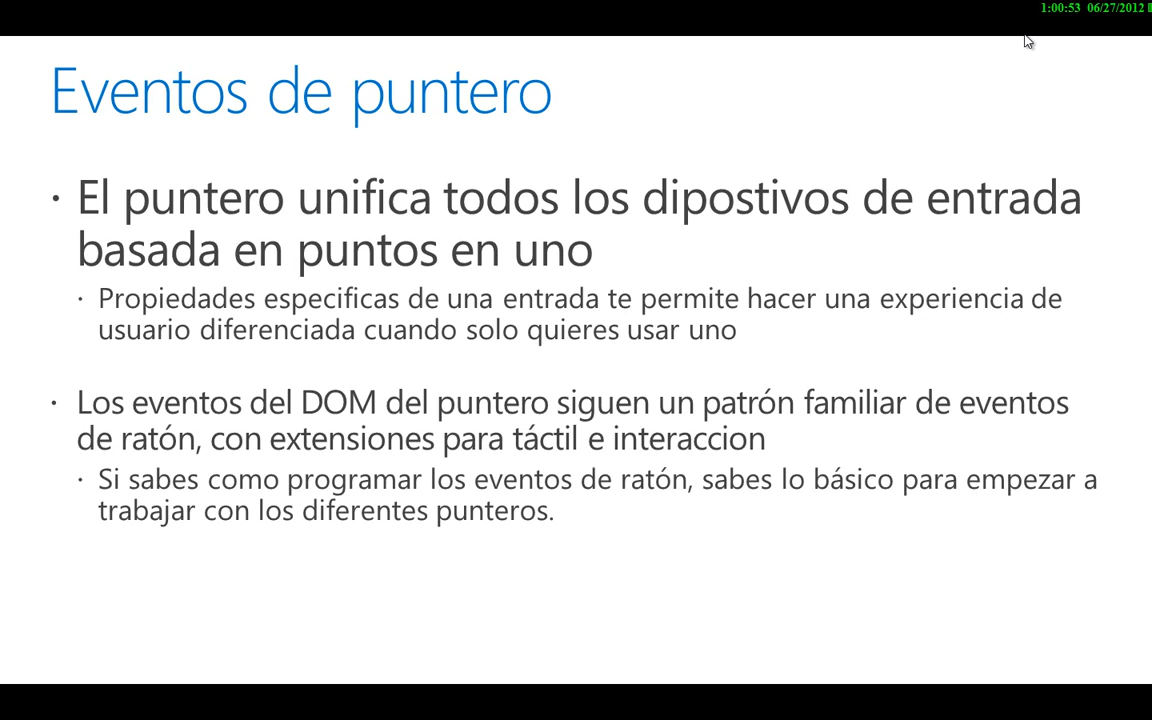 1:00:53 06/27/2012
Eventos de puntero
· El puntero unifica todos los dipostivos de entrada
basada en puntos en uno
· Propiedades especificas de una entrada te permite hacer una experiencia de
usuario diferenciada cuando solo quieres usar uno
· Los eventos del DOM del puntero siguen un patrón familiar de eventos
de ratón, con extensiones para táctil e interaccion
· Si sabes como programar los eventos de ratón, sabes lo básico para empezar a
trabajar con los diferentes punteros.